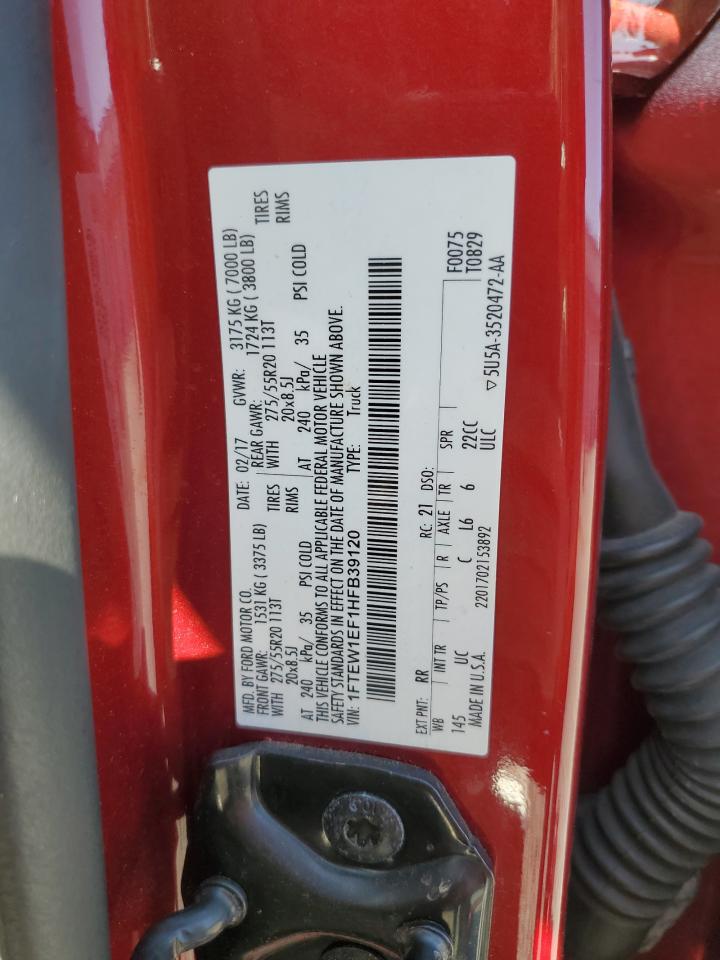 MFD. BY FORD MOTOR CO. DATE: 02/17 GVWR: 3175 KG ( 7000 LB)
FRONT GAWR: 1531 KG ( 3375 LB) REAR GAWR: 1724 KG ( 3800 LB)
WITH 275/55R20 113T TIRES WITH 275/55R20 113T TIRES
20x8.5J RIMS 20x8.5J RIMS
AT 240 kPa/ 35 PSI COLD AT 240 kPa/ 35 PSI COLD
THIS VEHICLE CONFORMS TO ALL APPLICABLE FEDERAL MOTOR VEHICLE
SAFETY STANDARDS IN EFFECT ON THE DATE OF MANUFACTURE SHOWN ABOVE.
VIN: 1FTEW1EF1HFB39120 TYPE: Truck
EXT PNT: RR RC: 21 DSO: F0075
WB INT TR TP/PS R AXLE TR SPR T0829
145 UC C L6 6 22CC
ULC
MADE IN U.S.A. 2201702153892 ▽5U5A-3520472-AA